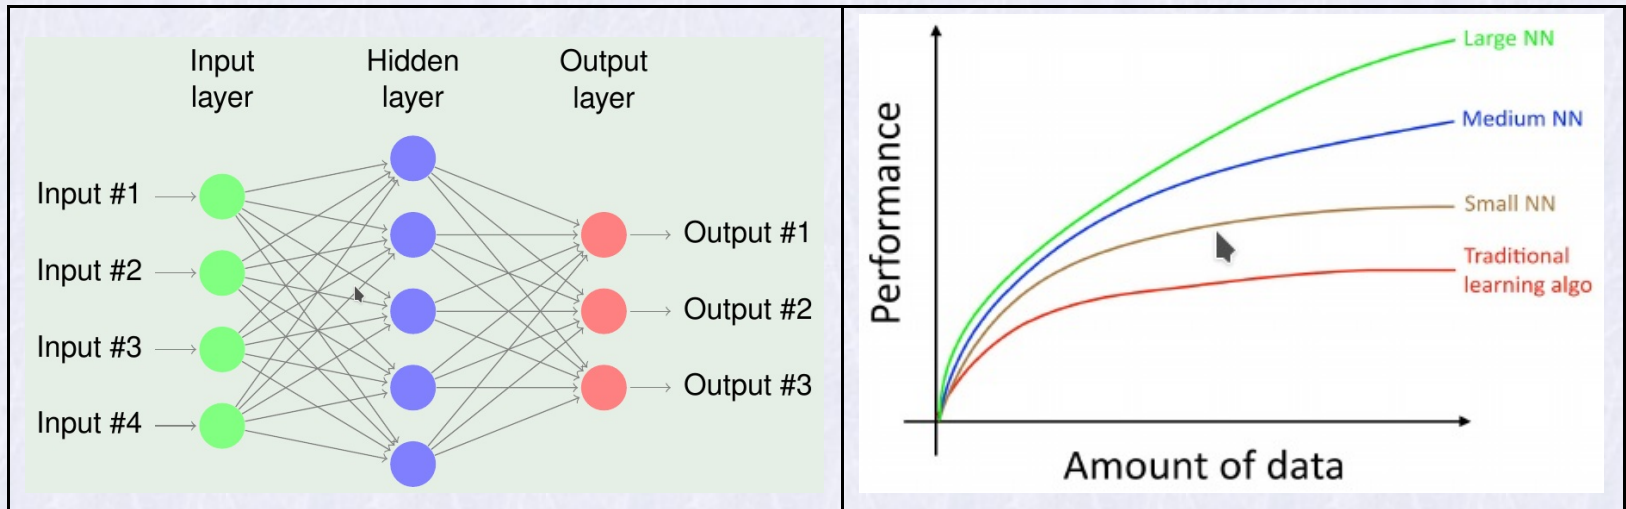 Input
layer
Hidden
layer
Output
layer
Input #1
Input #2
Input #3
Input #4
Output #1
Output #2
Output #3
Performance
Large NN
Medium NN
Small NN
Traditional
learning algo
Amount of data